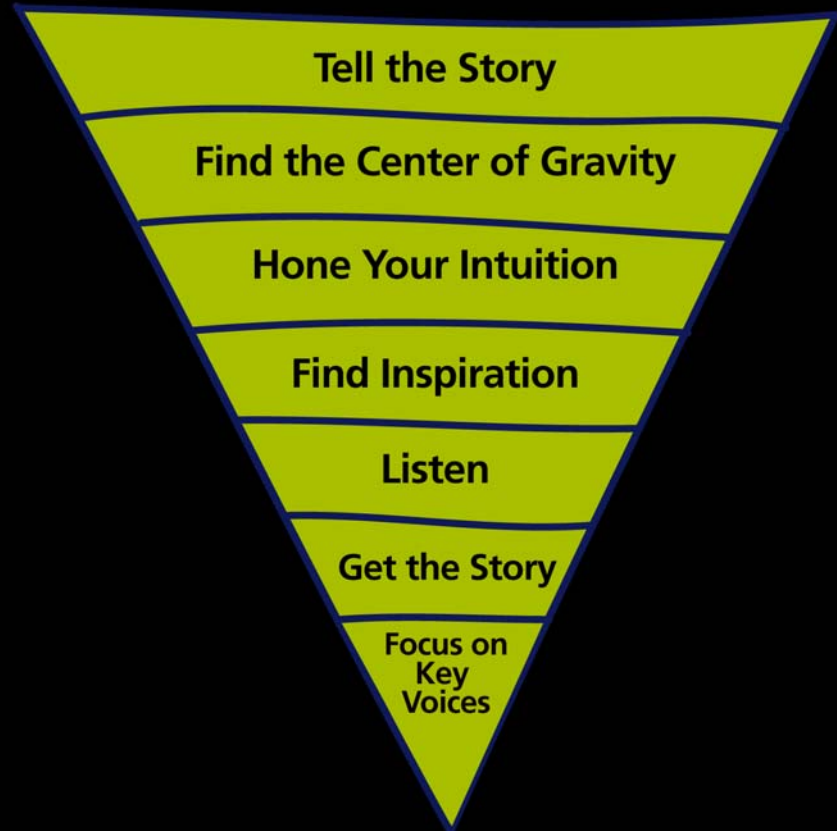 Tell the Story
Find the Center of Gravity
Hone Your Intuition
Find Inspiration
Listen
Get the Story
Focus on
Key
Voices